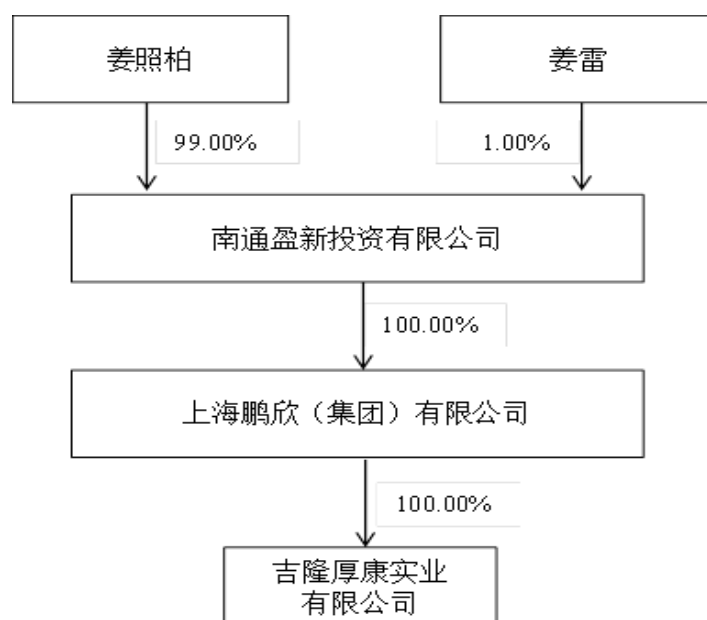 姜照柏
姜雷
99.00%
1.00%
南通盈新投资有限公司
100.00%
上海鹏欣（集团）有限公司
100.00%
吉隆厚康实业
有限公司